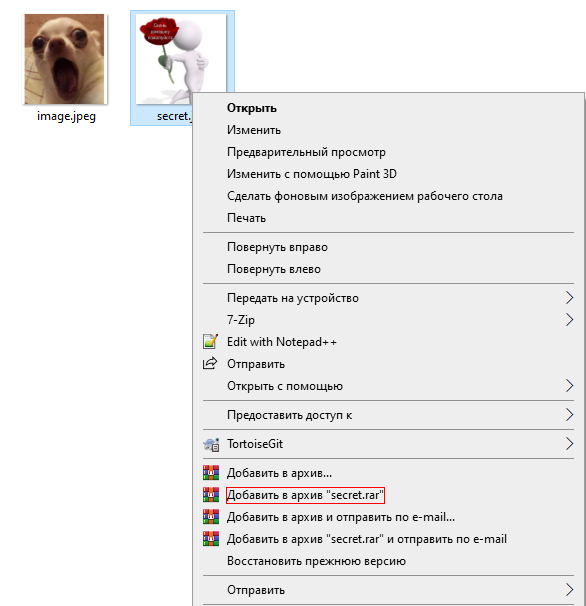 image.jpeg
secret.
Открыть
Изменить
Предварительный просмотр
Изменить с помощью Paint 3D
Сделать фоновым изображением рабочего стола
Печать
Повернуть вправо
Повернуть влево
Передать на устройство
7-Zip
Edit with Notepad++
Отправить
Открыть с помощью
Предоставить доступ к
TortoiseGit
Добавить в архив...
Добавить в архив "secret.rar"
Добавить в архив и отправить по e-mail...
Добавить в архив "secret.rar" и отправить по e-mail
Восстановить прежнюю версию
Отправить